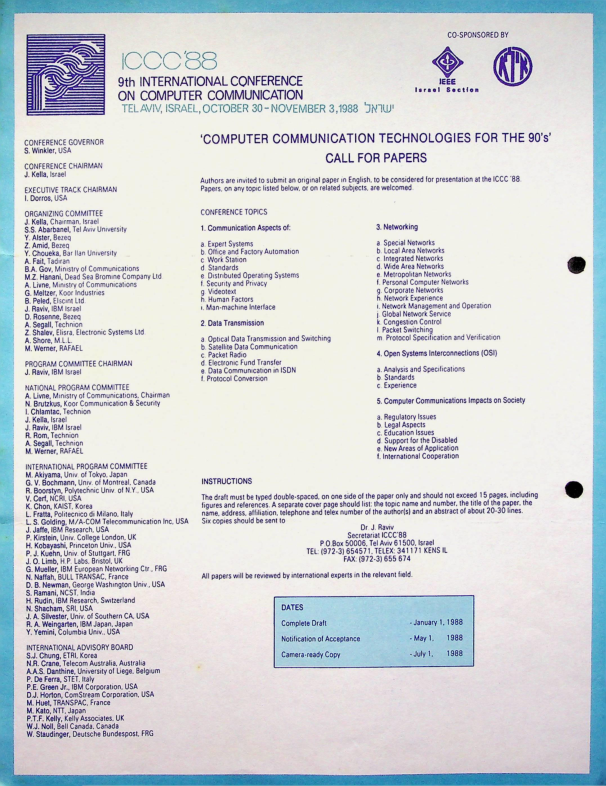 CO-SPONSORED BY
IEEE
Israel Section
ICCC'88
9th INTERNATIONAL CONFERENCE
ON COMPUTER COMMUNICATION
TEL AVIV, ISRAEL, OCTOBER 30 - NOVEMBER 3, 1988 ישראל
CONFERENCE GOVERNOR
S. Winkler, USA
CONFERENCE CHAIRMAN
J. Kella, Israel
EXECUTIVE TRACK CHAIRMAN
I. Dorros, USA
ORGANIZING COMMITTEE
J. Kella, Chairman, Israel
S.S. Abarbanel, Tel Aviv University
Y. Alster, Bezeq
Z. Amid, Bezeq
Y. Choueka, Bar Ilan University
A. Fait, Tadiran
B.A. Gov, Ministry of Communications
M.Z. Hanani, Dead Sea Bromine Company Ltd.
A. Livne, Ministry of Communications
G. Meltzer, Koor Industries
B. Peled, Elscint Ltd.
J. Raviv, IBM Israel
D. Rosenne, Bezeq
A. Segall, Technion
Z. Shalev, Elisra, Electronic Systems Ltd.
A. Shore, M.L.L.
M. Werner, RAFAEL
PROGRAM COMMITTEE CHAIRMAN
J. Raviv, IBM Israel
NATIONAL PROGRAM COMMITTEE
A. Livne, Ministry of Communications, Chairman
N. Brutzkus, Koor Communication & Security
I. Chlamtac, Technion
J. Kella, Israel
J. Raviv, IBM Israel
R. Rom, Technion
A. Segall, Technion
M. Werner, RAFAEL
INTERNATIONAL PROGRAM COMMITTEE
M. Akiyama, Univ. of Tokyo, Japan
G. V. Bochmann, Univ. of Montreal, Canada
R. Boorstyn, Polytechnic Univ. of N.Y., USA
V. Cerf, NCRI, USA
K. Chon, KAIST, Korea
L. Fratta, Politecnico di Milano, Italy
L. S. Golding, M/A-COM Telecommunication Inc, USA
J. Jaffe, IBM Research, USA
P. Kirstein, Univ. College London, UK
H. Kobayashi, Princeton Univ., USA
P. J. Kuehn, Univ. of Stuttgart, FRG
J. O. Limb, H.P. Labs, Bristol, UK
G. Mueller, IBM European Networking Ctr., FRG
N. Naffah, BULL TRANSAC, France
D. B. Newman, George Washington Univ., USA
S. Ramani, NCST, India
H. Rudin, IBM Research, Switzerland
N. Shacham, SRI, USA
J. A. Silvester, Univ. of Southern CA, USA
R. A. Weingarten, IBM Japan, Japan
Y. Yemini, Columbia Univ., USA
INTERNATIONAL ADVISORY BOARD
S.J. Chung, ETRI, Korea
N.R. Crane, Telecom Australia, Australia
A.A.S. Danthine, University of Liege, Belgium
P. De Ferra, STET, Italy
P.E. Green Jr., IBM Corporation, USA
D.J. Horton, ComStream Corporation, USA
M. Huet, TRANSPAC, France
M. Kato, NTT, Japan
P.T.F. Kelly, Kelly Associates, UK
W.J. Noll, Bell Canada, Canada
W. Staudinger, Deutsche Bundespost, FRG
'COMPUTER COMMUNICATION TECHNOLOGIES FOR THE 90's'
CALL FOR PAPERS
Authors are invited to submit an original paper in English, to be considered for presentation at the ICCC '88.
Papers, on any topic listed below, or on related subjects, are welcomed.
CONFERENCE TOPICS
1. Communication Aspects of:
a. Expert Systems
b. Office and Factory Automation
c. Work Station
d. Standards
e. Distributed Operating Systems
f. Security and Privacy
g. Videotext
h. Human Factors
i. Man-machine Interface
2. Data Transmission
a. Optical Data Transmission and Switching
b. Satellite Data Communication
c. Packet Radio
d. Electronic Fund Transfer
e. Data Communication in ISDN
f. Protocol Conversion
3. Networking
a. Special Networks
b. Local Area Networks
c. Integrated Networks
d. Wide Area Networks
e. Metropolitan Networks
f. Personal Computer Networks
g. Corporate Networks
h. Network Experience
i. Network Management and Operation
j. Global Network Service
k. Congestion Control
l. Packet Switching
m. Protocol Specification and Verification
4. Open Systems Interconnections (OSI)
a. Analysis and Specifications
b. Standards
c. Experience
5. Computer Communications Impacts on Society
a. Regulatory Issues
b. Legal Aspects
c. Education Issues
d. Support for the Disabled
e. New Areas of Application
f. International Cooperation
INSTRUCTIONS
The draft must be typed double-spaced, on one side of the paper only and should not exceed 15 pages, including
figures and references. A separate cover page should list: the topic name and number, the title of the paper, the
name, address, affiliation, telephone and telex number of the author(s) and an abstract of about 20-30 lines.
Six copies should be sent to
Dr. J. Raviv
Secretariat ICCC'88
P.O.Box 50006, Tel Aviv 61500, Israel
TEL: (972-3) 654571, TELEX: 341171 KENS IL
FAX: (972-3) 655 674
All papers will be reviewed by international experts in the relevant field.
DATES
Complete Draft - January 1, 1988
Notification of Acceptance - May 1, 1988
Camera-ready Copy - July 1, 1988